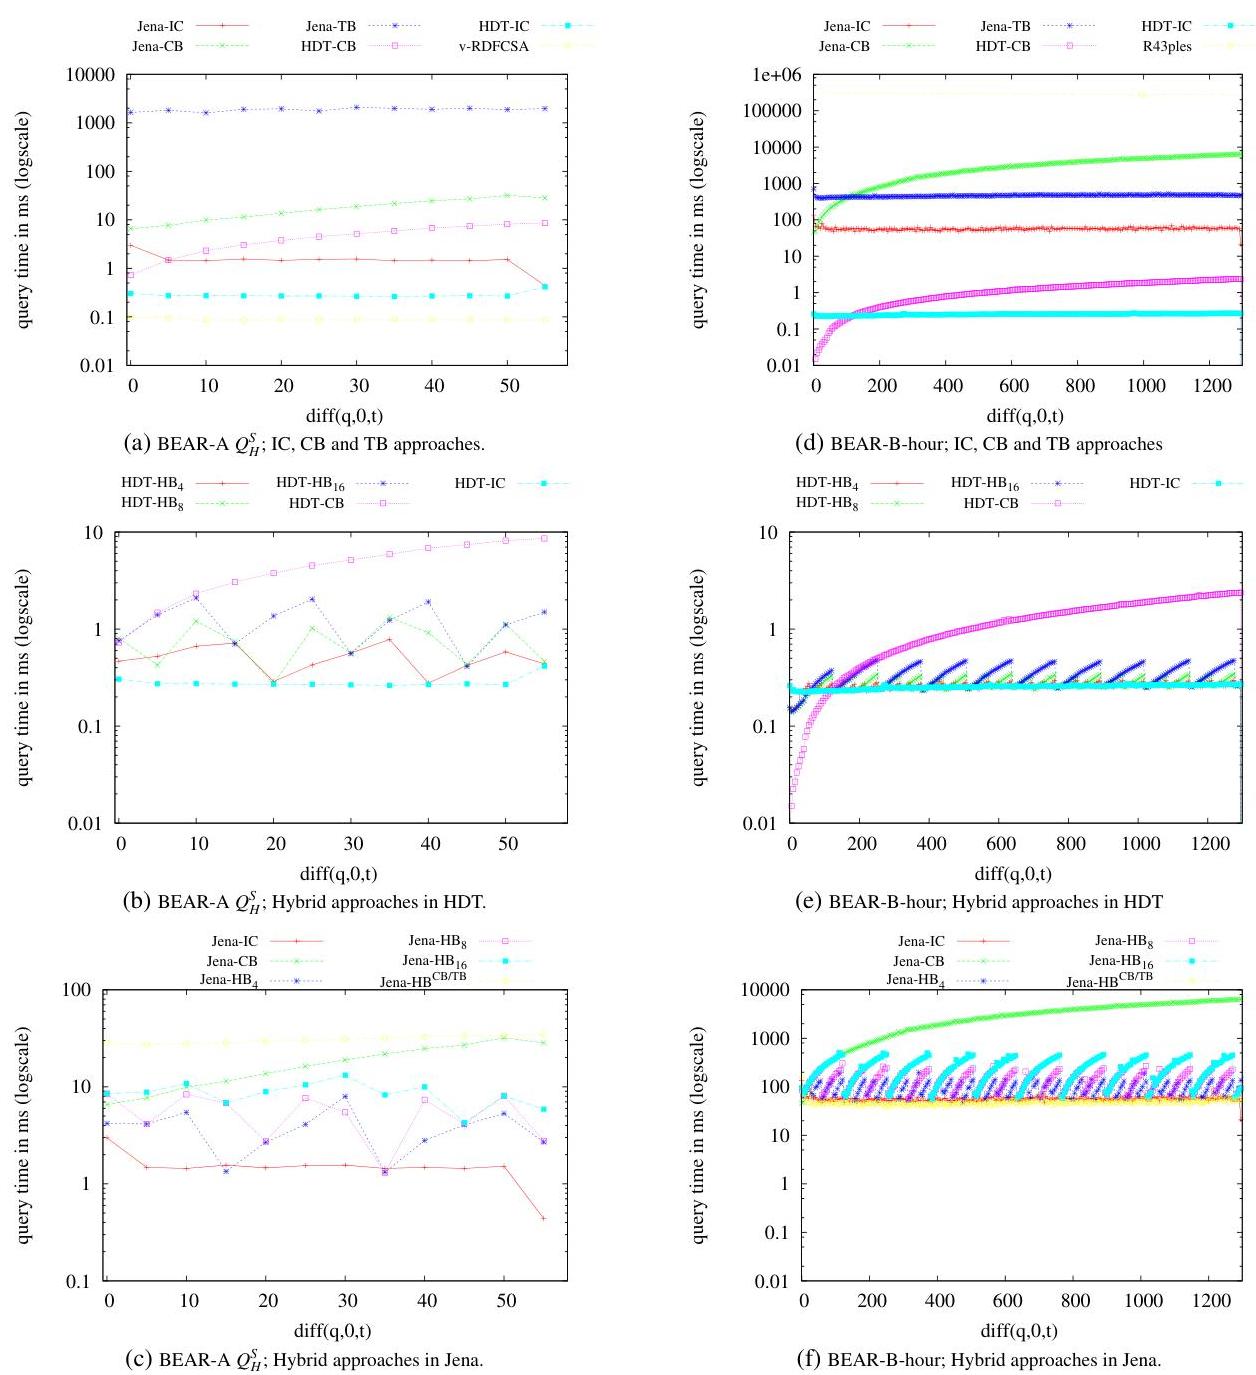 Jena-IC Jena-TB HDT-IC
Jena-CB HDT-CB v-RDFCSA
query time in ms (logscale)
10000
1000
100
10
1
0.1
0.01
0 10 20 30 40 50
diff(q,0,t)
(a) BEAR-A Q_H^S; IC, CB and TB approaches.
Jena-IC Jena-TB HDT-IC
Jena-CB HDT-CB R43ples
query time in ms (logscale)
1e+06
100000
10000
1000
100
10
1
0.1
0.01
0 200 400 600 800 1000 1200
diff(q,0,t)
(d) BEAR-B-hour; IC, CB and TB approaches
HDT-HB4 HDT-HB16 HDT-IC
HDT-HB8 HDT-CB
query time in ms (logscale)
10
1
0.1
0.01
0 10 20 30 40 50
diff(q,0,t)
(b) BEAR-A Q_H^S; Hybrid approaches in HDT.
HDT-HB4 HDT-HB16 HDT-IC
HDT-HB8 HDT-CB
query time in ms (logscale)
10
1
0.1
0.01
0 200 400 600 800 1000 1200
diff(q,0,t)
(e) BEAR-B-hour; Hybrid approaches in HDT
Jena-IC Jena-HB8
Jena-CB Jena-HB16
Jena-HB4 Jena-HB^CB/TB
query time in ms (logscale)
100
10
1
0.1
0 10 20 30 40 50
diff(q,0,t)
(c) BEAR-A Q_H^S; Hybrid approaches in Jena.
Jena-IC Jena-HB8
Jena-CB Jena-HB16
Jena-HB4 Jena-HB^CB/TB
query time in ms (logscale)
10000
1000
100
10
1
0.1
0.01
0 200 400 600 800 1000 1200
diff(q,0,t)
(f) BEAR-B-hour; Hybrid approaches in Jena.